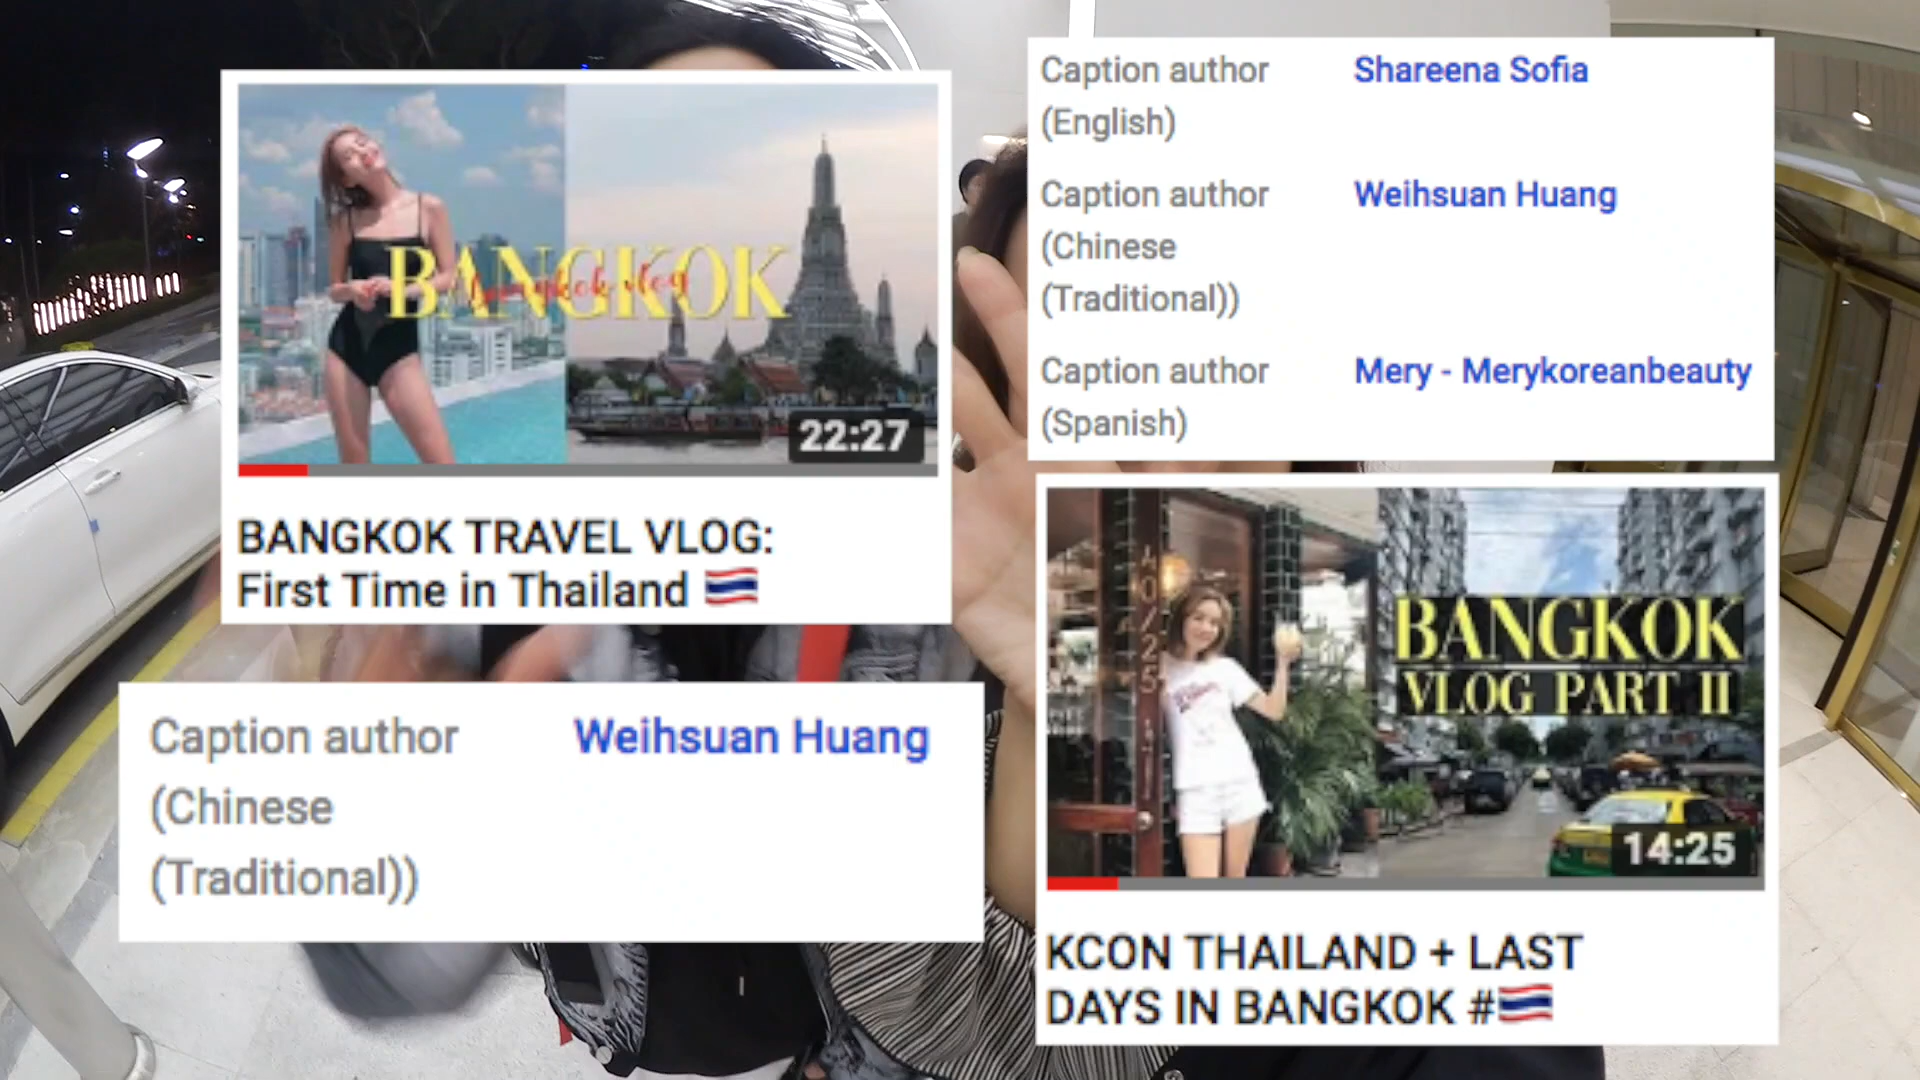 BANGKOK
bangkok vlog
22:27
BANGKOK TRAVEL VLOG:
First Time in Thailand
Caption author Weihsuan Huang
(Chinese
(Traditional))
Caption author Shareena Sofia
(English)
Caption author Weihsuan Huang
(Chinese
(Traditional))
Caption author Mery - Merykoreanbeauty
(Spanish)
BANGKOK
VLOG PART II
14:25
KCON THAILAND + LAST
DAYS IN BANGKOK #